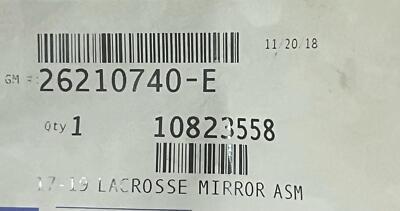 11/20/18
GM #: 26210740-E
Qty 1 10823558
17-19 LACROSSE MIRROR ASM